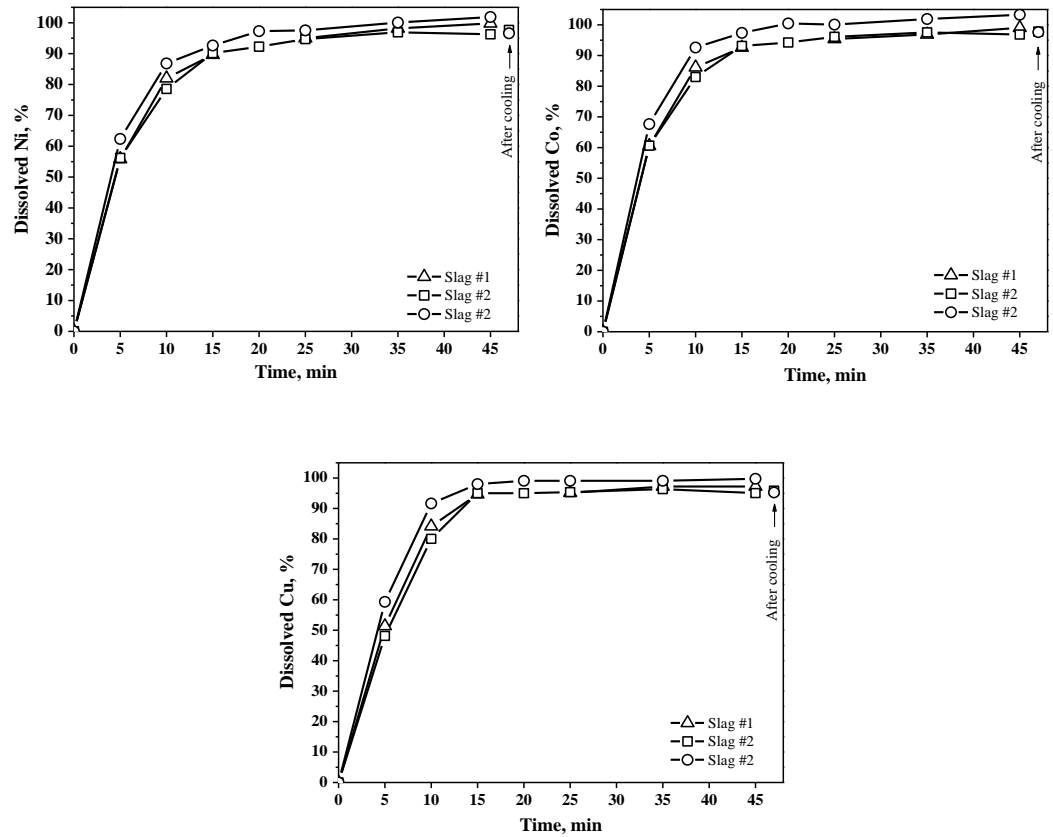 Dissolved Ni, %
100
90
80
70
60
50
40
30
20
10
0
0 5 10 15 20 25 30 35 40 45
Time, min
After cooling
Slag #1
Slag #2
Slag #2
Dissolved Co, %
100
90
80
70
60
50
40
30
20
10
0
0 5 10 15 20 25 30 35 40 45
Time, min
After cooling
Slag #1
Slag #2
Slag #2
Dissolved Cu, %
100
90
80
70
60
50
40
30
20
10
0
0 5 10 15 20 25 30 35 40 45
Time, min
After cooling
Slag #1
Slag #2
Slag #2